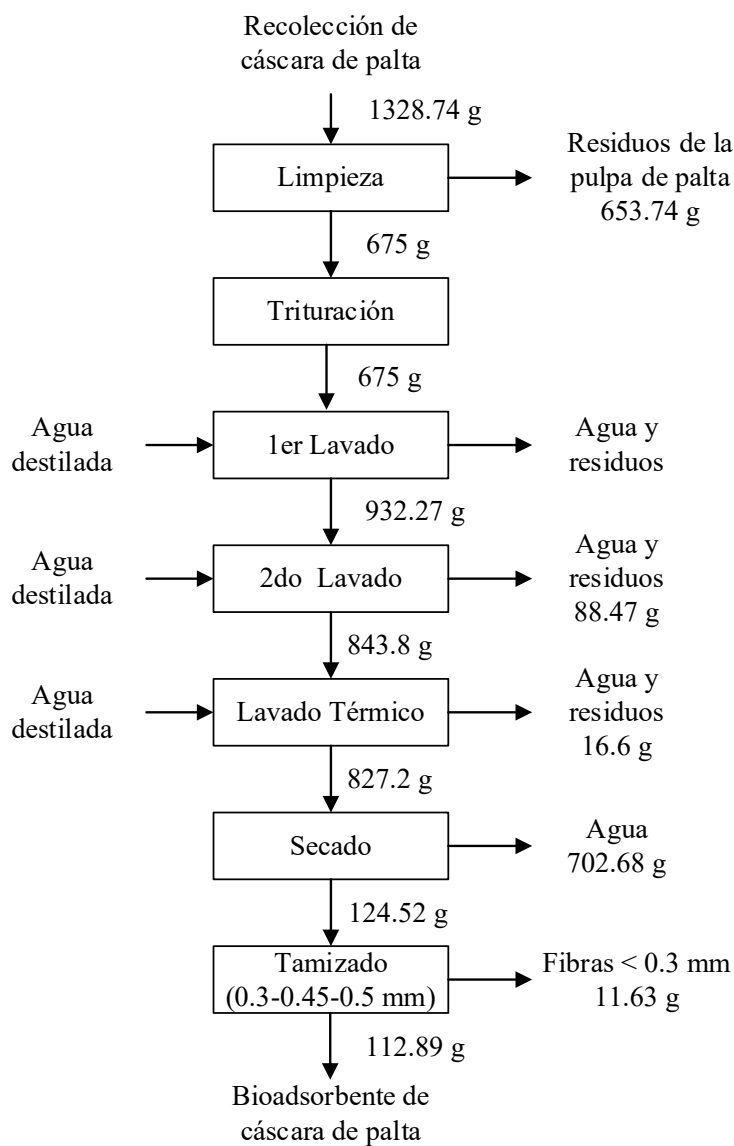 Recolección de
cáscara de palta
1328.74 g
Limpieza
Residuos de la
pulpa de palta
653.74 g
675 g
Trituración
675 g
Agua
destilada
1er Lavado
Agua y
residuos
932.27 g
Agua
destilada
2do Lavado
Agua y
residuos
88.47 g
843.8 g
Agua
destilada
Lavado Térmico
Agua y
residuos
16.6 g
827.2 g
Secado
Agua
702.68 g
124.52 g
Tamizado
(0.3-0.45-0.5 mm)
Fibras < 0.3 mm
11.63 g
112.89 g
Bioadsorbente de
cáscara de palta